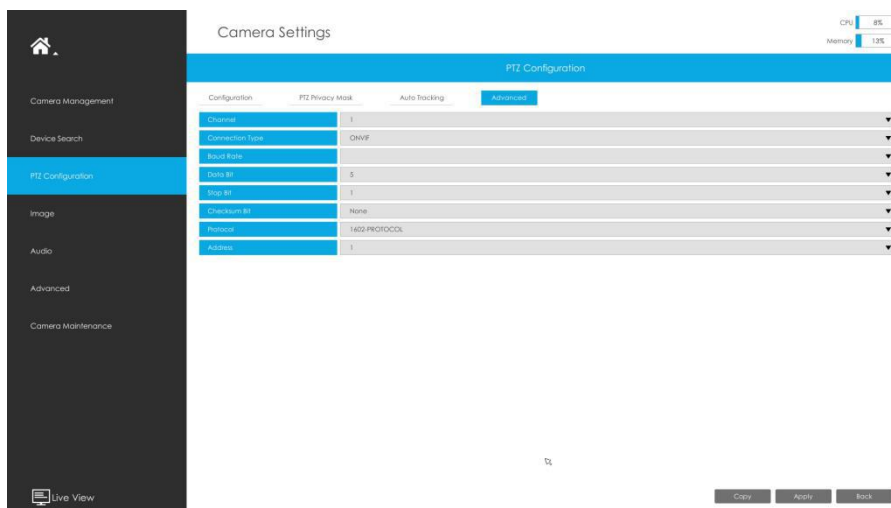 Camera Settings
CPU 8%
Memory 13%
PTZ Configuration
Camera Management
Device Search
PTZ Configuration
Image
Audio
Advanced
Camera Maintenance
Live View
Configuration PTZ Privacy Mask Auto Tracking Advanced
Channel 1
Connection Type ONVIF
Baud Rate
Data Bit 5
Stop Bit 1
Checksum Bit None
Protocol 1602-PROTOCOL
Address 1
Copy Apply Back